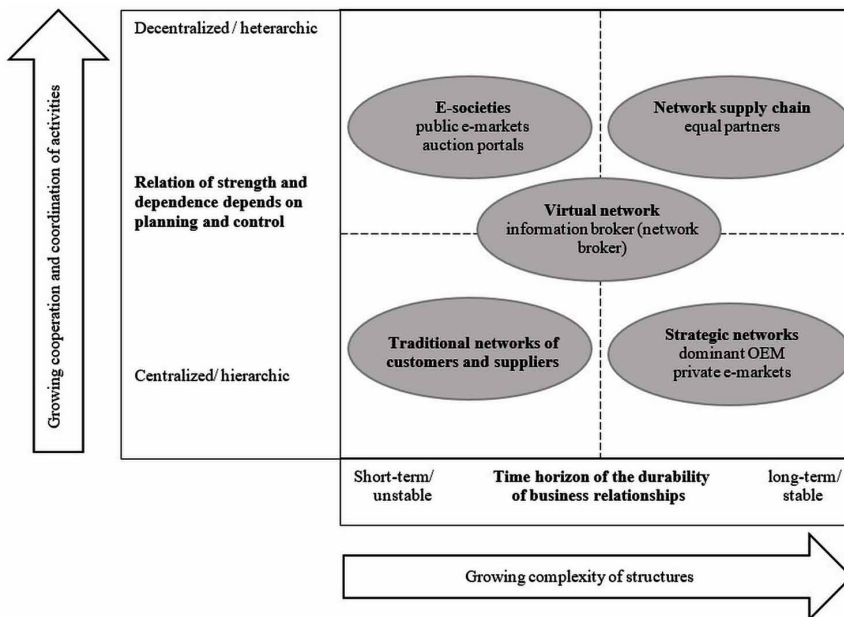 Growing cooperation and coordination of activities
Decentralized / heterarchic
Relation of strength and
dependence depends on
planning and control
Centralized/ hierarchic
E-societies
public e-markets
auction portals
Network supply chain
equal partners
Virtual network
information broker (network
broker)
Traditional networks of
customers and suppliers
Strategic networks
dominant OEM
private e-markets
Short-term/
unstable
Time horizon of the durability
of business relationships
long-term/
stable
Growing complexity of structures